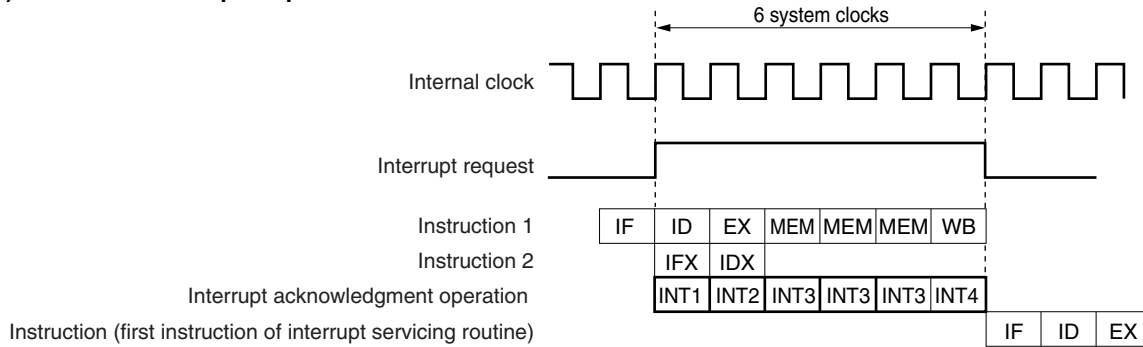 6 system clocks
Internal clock
Interrupt request
Instruction 1 IF ID EX MEM MEM MEM WB
Instruction 2 IFX IDX
Interrupt acknowledgment operation INT1 INT2 INT3 INT3 INT3 INT4
Instruction (first instruction of interrupt servicing routine) IF ID EX